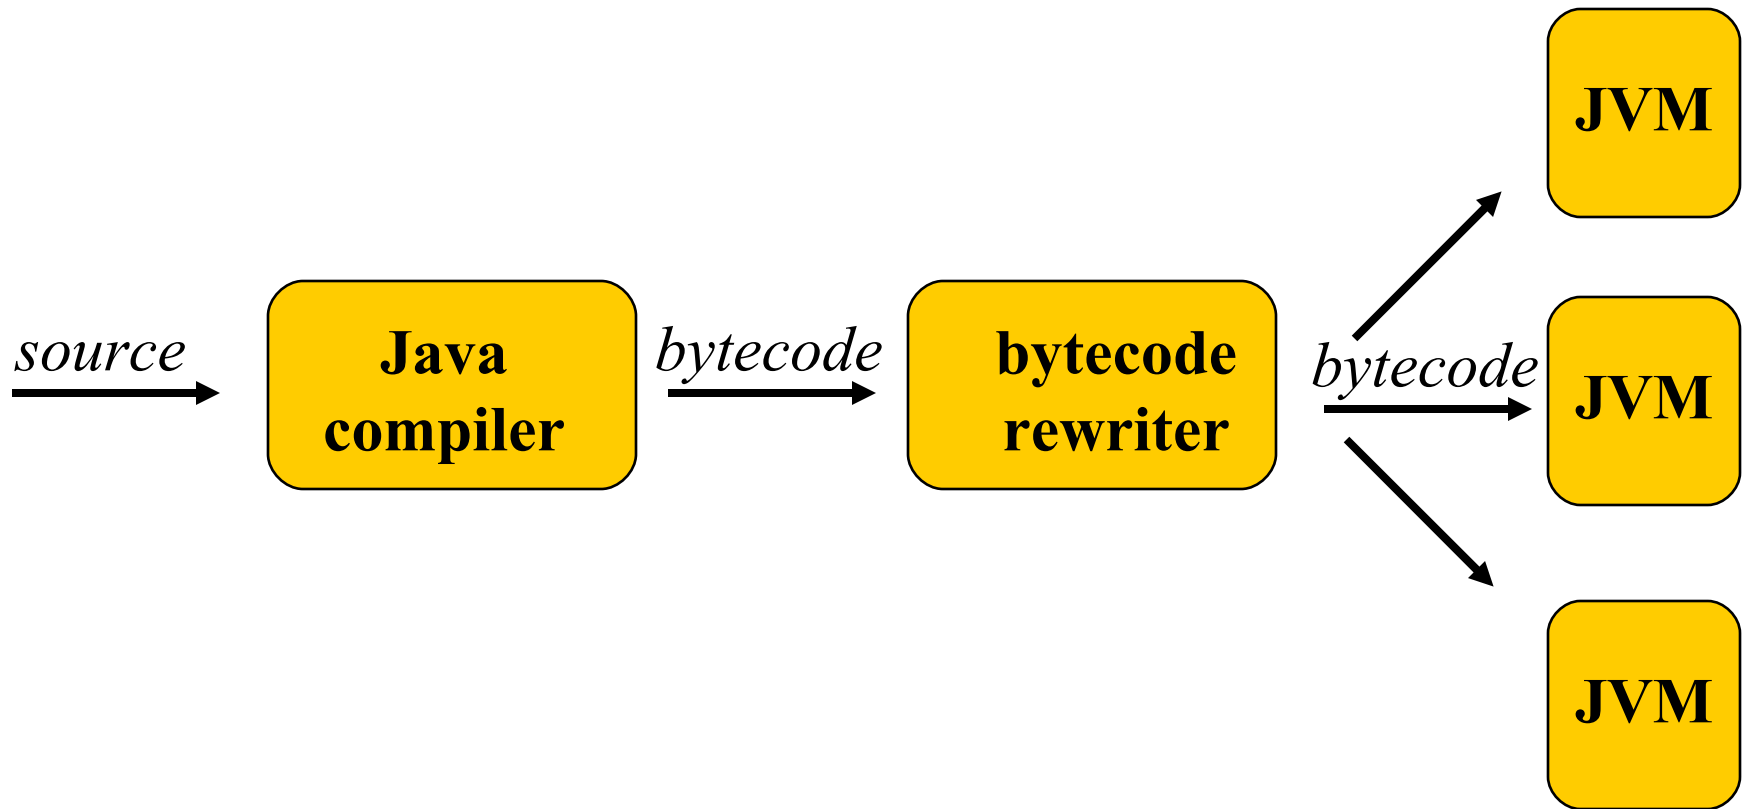 source
Java
compiler
bytecode
bytecode
rewriter
bytecode
JVM
JVM
JVM